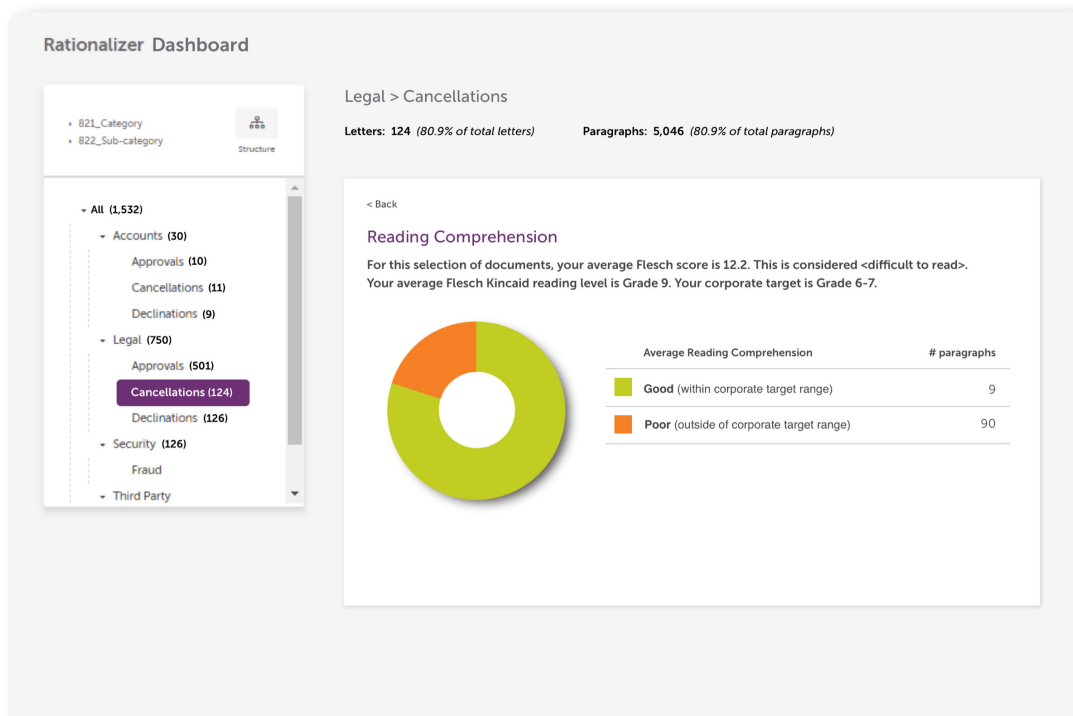 Rationalizer Dashboard
821_Category
822_Sub-category
Structure
All (1,532)
Accounts (30)
Approvals (10)
Cancellations (11)
Declinations (9)
Legal (750)
Approvals (501)
Cancellations (124)
Declinations (126)
Security (126)
Fraud
Third Party
Legal > Cancellations
Letters: 124 (80.9% of total letters) Paragraphs: 5,046 (80.9% of total paragraphs)
< Back
Reading Comprehension
For this selection of documents, your average Flesch score is 12.2. This is considered <difficult to read>.
Your average Flesch Kincaid reading level is Grade 9. Your corporate target is Grade 6-7.
Average Reading Comprehension # paragraphs
Good (within corporate target range) 9
Poor (outside of corporate target range) 90